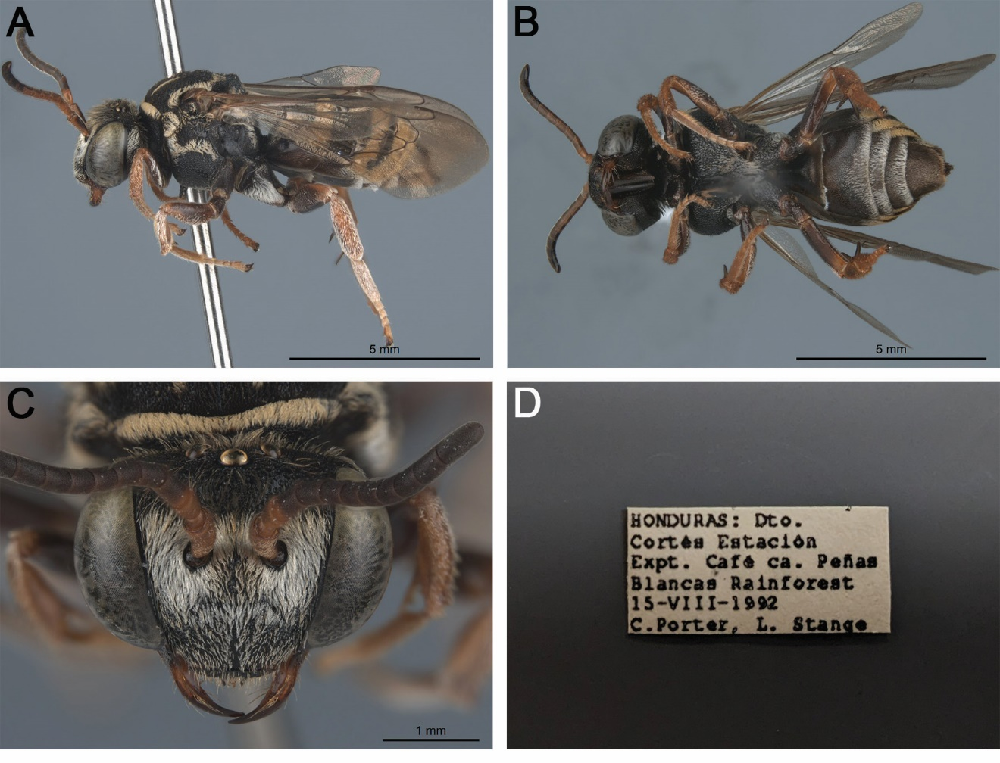 A
5 mm
B
5 mm
C
1 mm
D
HONDURAS: Dto.
Cortés Estación
Expt. Café ca. Peñas
Blancas Rainforest
15-VIII-1992
C.Porter, L. Stange